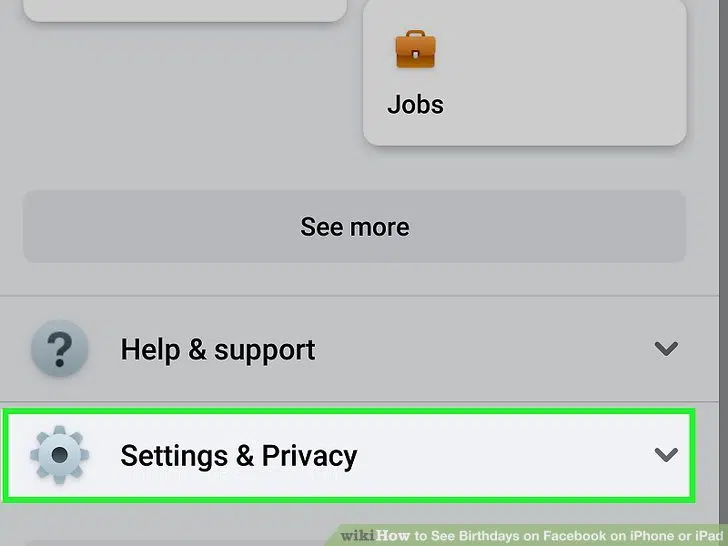 Jobs
See more
?
Help & support
Settings & Privacy
wikiHow to See Birthdays on Facebook on iPhone or iPad